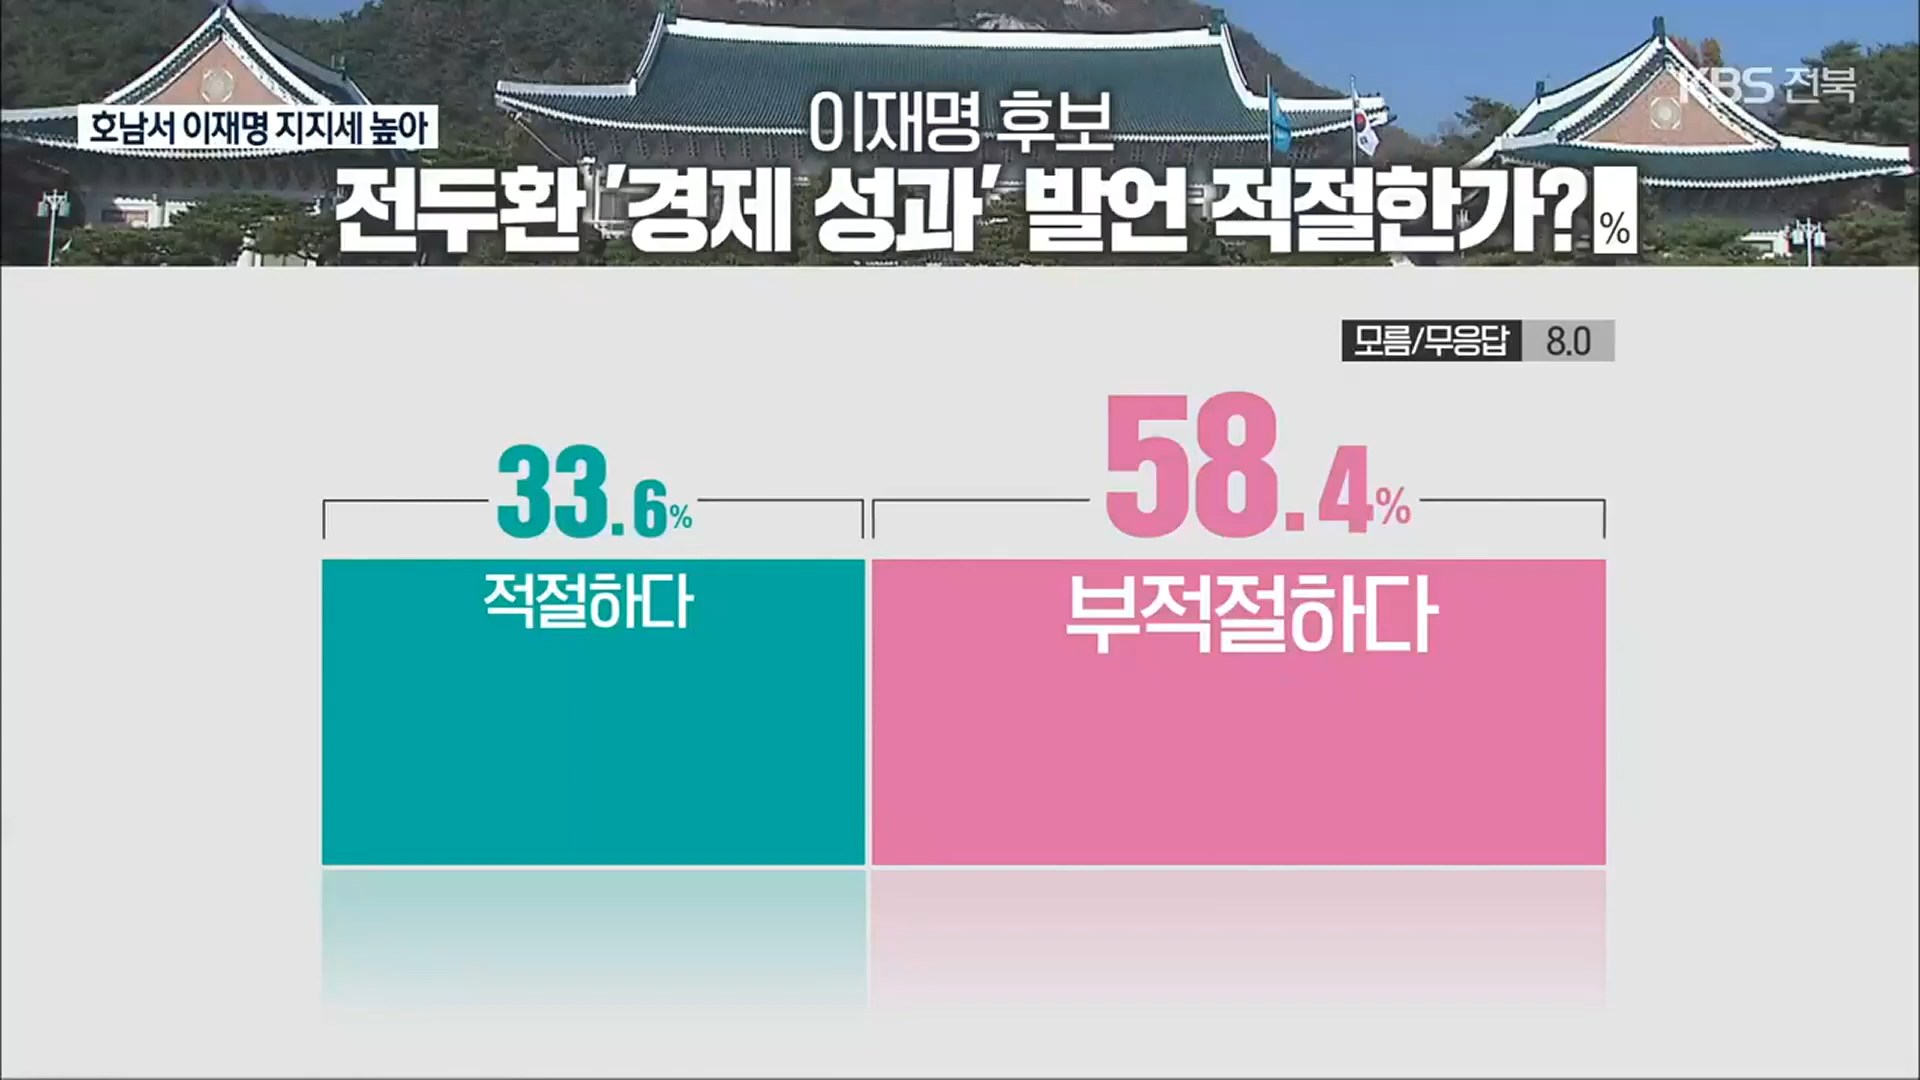 KBS 전북
호남서 이재명 지지세 높아
이재명 후보
전두환 '경제 성과' 발언 적절한가? %
모름/무응답 8.0
33.6% 58.4%
적절하다 부적절하다